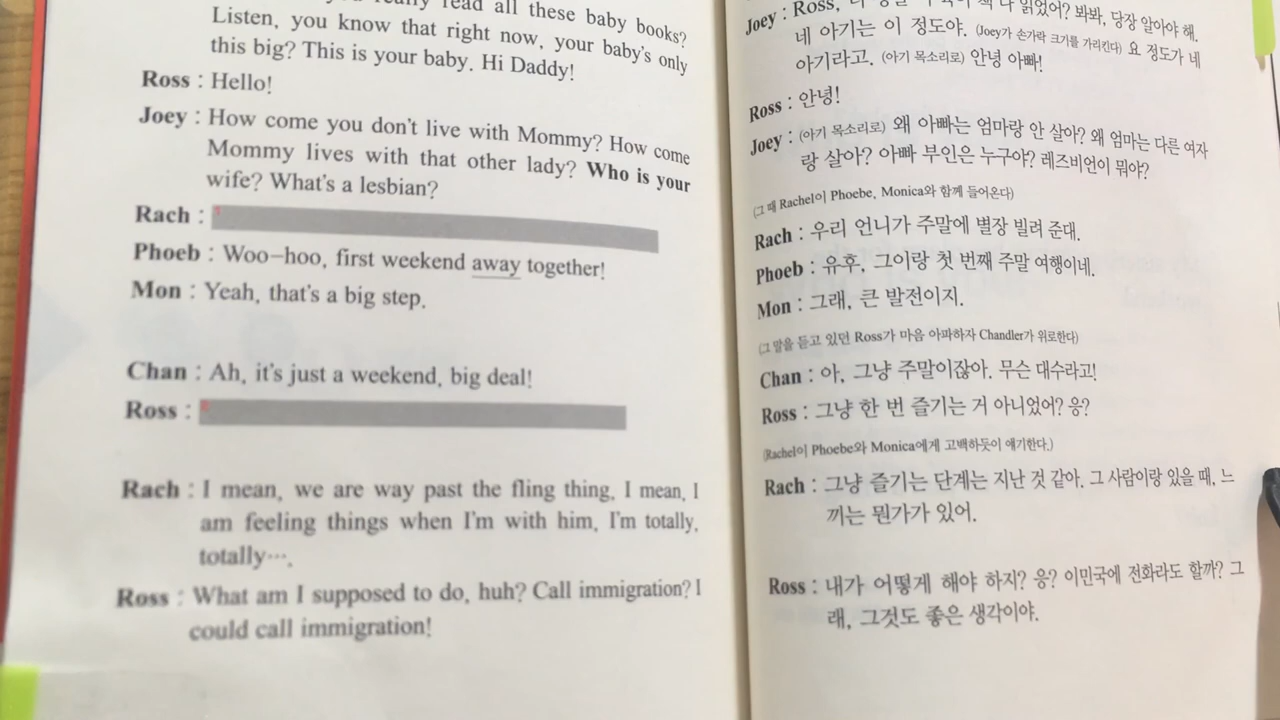 read all these baby books?
Listen, you know that right now, your baby's only
this big? This is your baby. Hi Daddy!
Ross : Hello!
Joey : How come you don't live with Mommy? How come
Mommy lives with that other lady? Who is your
wife? What's a lesbian?
Rach :
Phoeb : Woo-hoo, first weekend away together!
Mon : Yeah, that's a big step.
Chan : Ah, it's just a weekend, big deal!
Ross :
Rach : I mean, we are way past the fling thing, I mean, I
am feeling things when I'm with him, I'm totally,
totally….
Ross : What am I supposed to do, huh? Call immigration? I
could call immigration!
Joey : Ross, 다 읽었어? 봐봐, 당장 알아야 해.
네 아기는 이 정도야. (Joey가 손가락 크기를 가리킨다) 요 정도가 네
아기라고. (아기 목소리로) 안녕 아빠!
Ross : 안녕!
Joey : (아기 목소리로) 왜 아빠는 엄마랑 안 살아? 왜 엄마는 다른 여자
랑 살아? 아빠 부인은 누구야? 레즈비언이 뭐야?
(그 때 Rachel이 Phoebe, Monica와 함께 들어온다)
Rach : 우리 언니가 주말에 별장 빌려 준대.
Phoeb : 유후, 그이랑 첫 번째 주말 여행이네.
Mon : 그래, 큰 발전이지.
(그 말을 듣고 있던 Ross가 마음 아파하자 Chandler가 위로한다)
Chan : 아, 그냥 주말이잖아. 무슨 대수라고!
Ross : 그냥 한 번 즐기는 거 아니었어? 응?
(Rachel이 Phoebe와 Monica에게 고백하듯이 얘기한다.)
Rach : 그냥 즐기는 단계는 지난 것 같아. 그 사람이랑 있을 때, 느
끼는 뭔가가 있어.
Ross : 내가 어떻게 해야 하지? 응? 이민국에 전화라도 할까? 그
래, 그것도 좋은 생각이야.